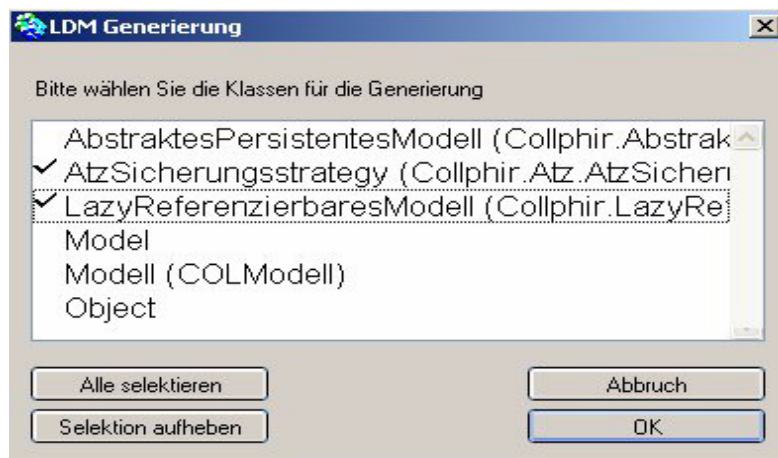 LDM Generierung
Bitte wählen Sie die Klassen für die Generierung
AbstraktesPersistentesModell (Collphir.Abstrak
AtzSicherungsstrategy (Collphir.Atz.AtzSicheru
LazyReferenzierbaresModell (Collphir.LazyRe
Model
Modell (COLModell)
Object
Alle selektieren
Abbruch
Selektion aufheben
OK